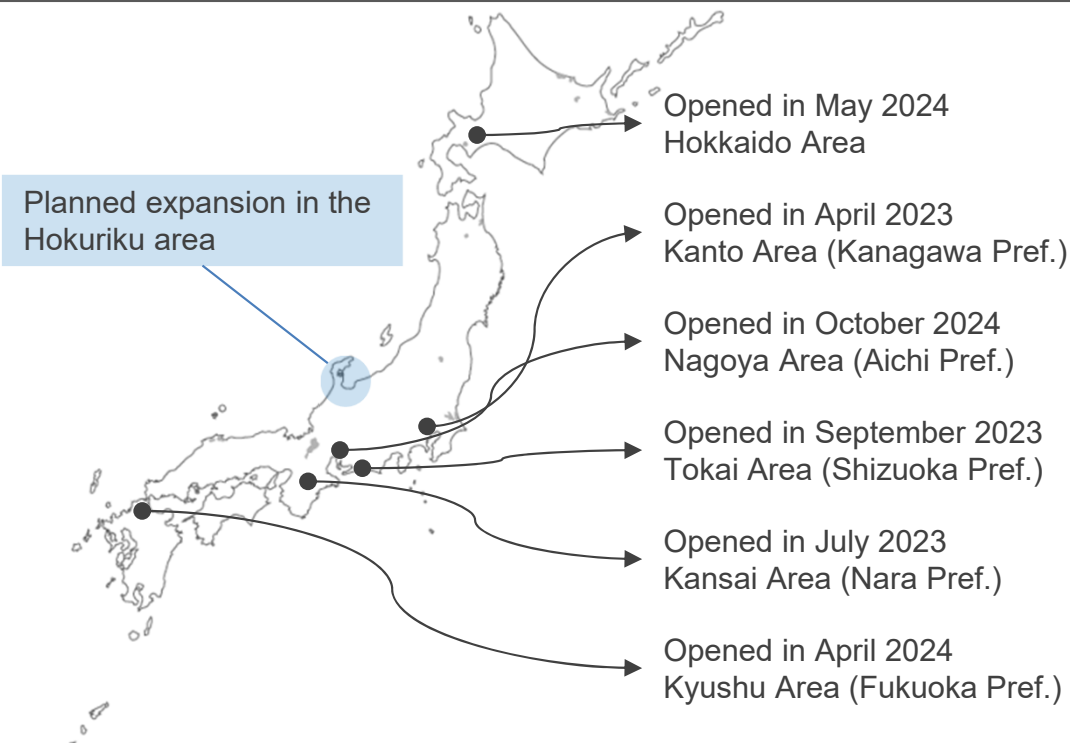 Opened in May 2024
Hokkaido Area
Planned expansion in the
Hokuriku area
Opened in April 2023
Kanto Area (Kanagawa Pref.)
Opened in October 2024
Nagoya Area (Aichi Pref.)
Opened in September 2023
Tokai Area (Shizuoka Pref.)
Opened in July 2023
Kansai Area (Nara Pref.)
Opened in April 2024
Kyushu Area (Fukuoka Pref.)